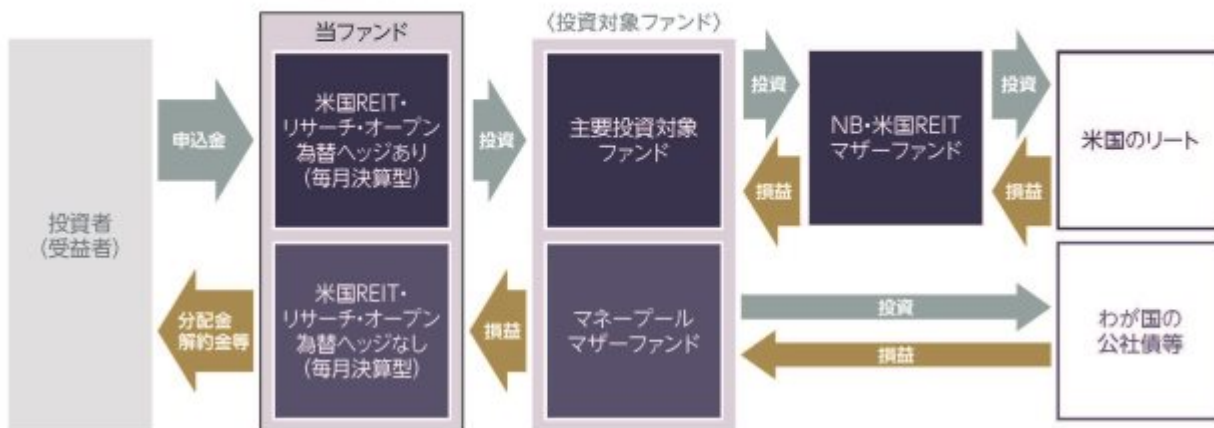 当ファンド
〈投資対象ファンド〉
投資者
(受益者)
申込金
分配金
解約金等
米国REIT・
リサーチ・オープン
為替ヘッジあり
(毎月決算型)
米国REIT・
リサーチ・オープン
為替ヘッジなし
(毎月決算型)
投資
損益
主要投資対象
ファンド
マネープール
マザーファンド
投資
損益
NB・米国REIT
マザーファンド
投資
損益
米国のリート
投資
損益
わが国の
公社債等